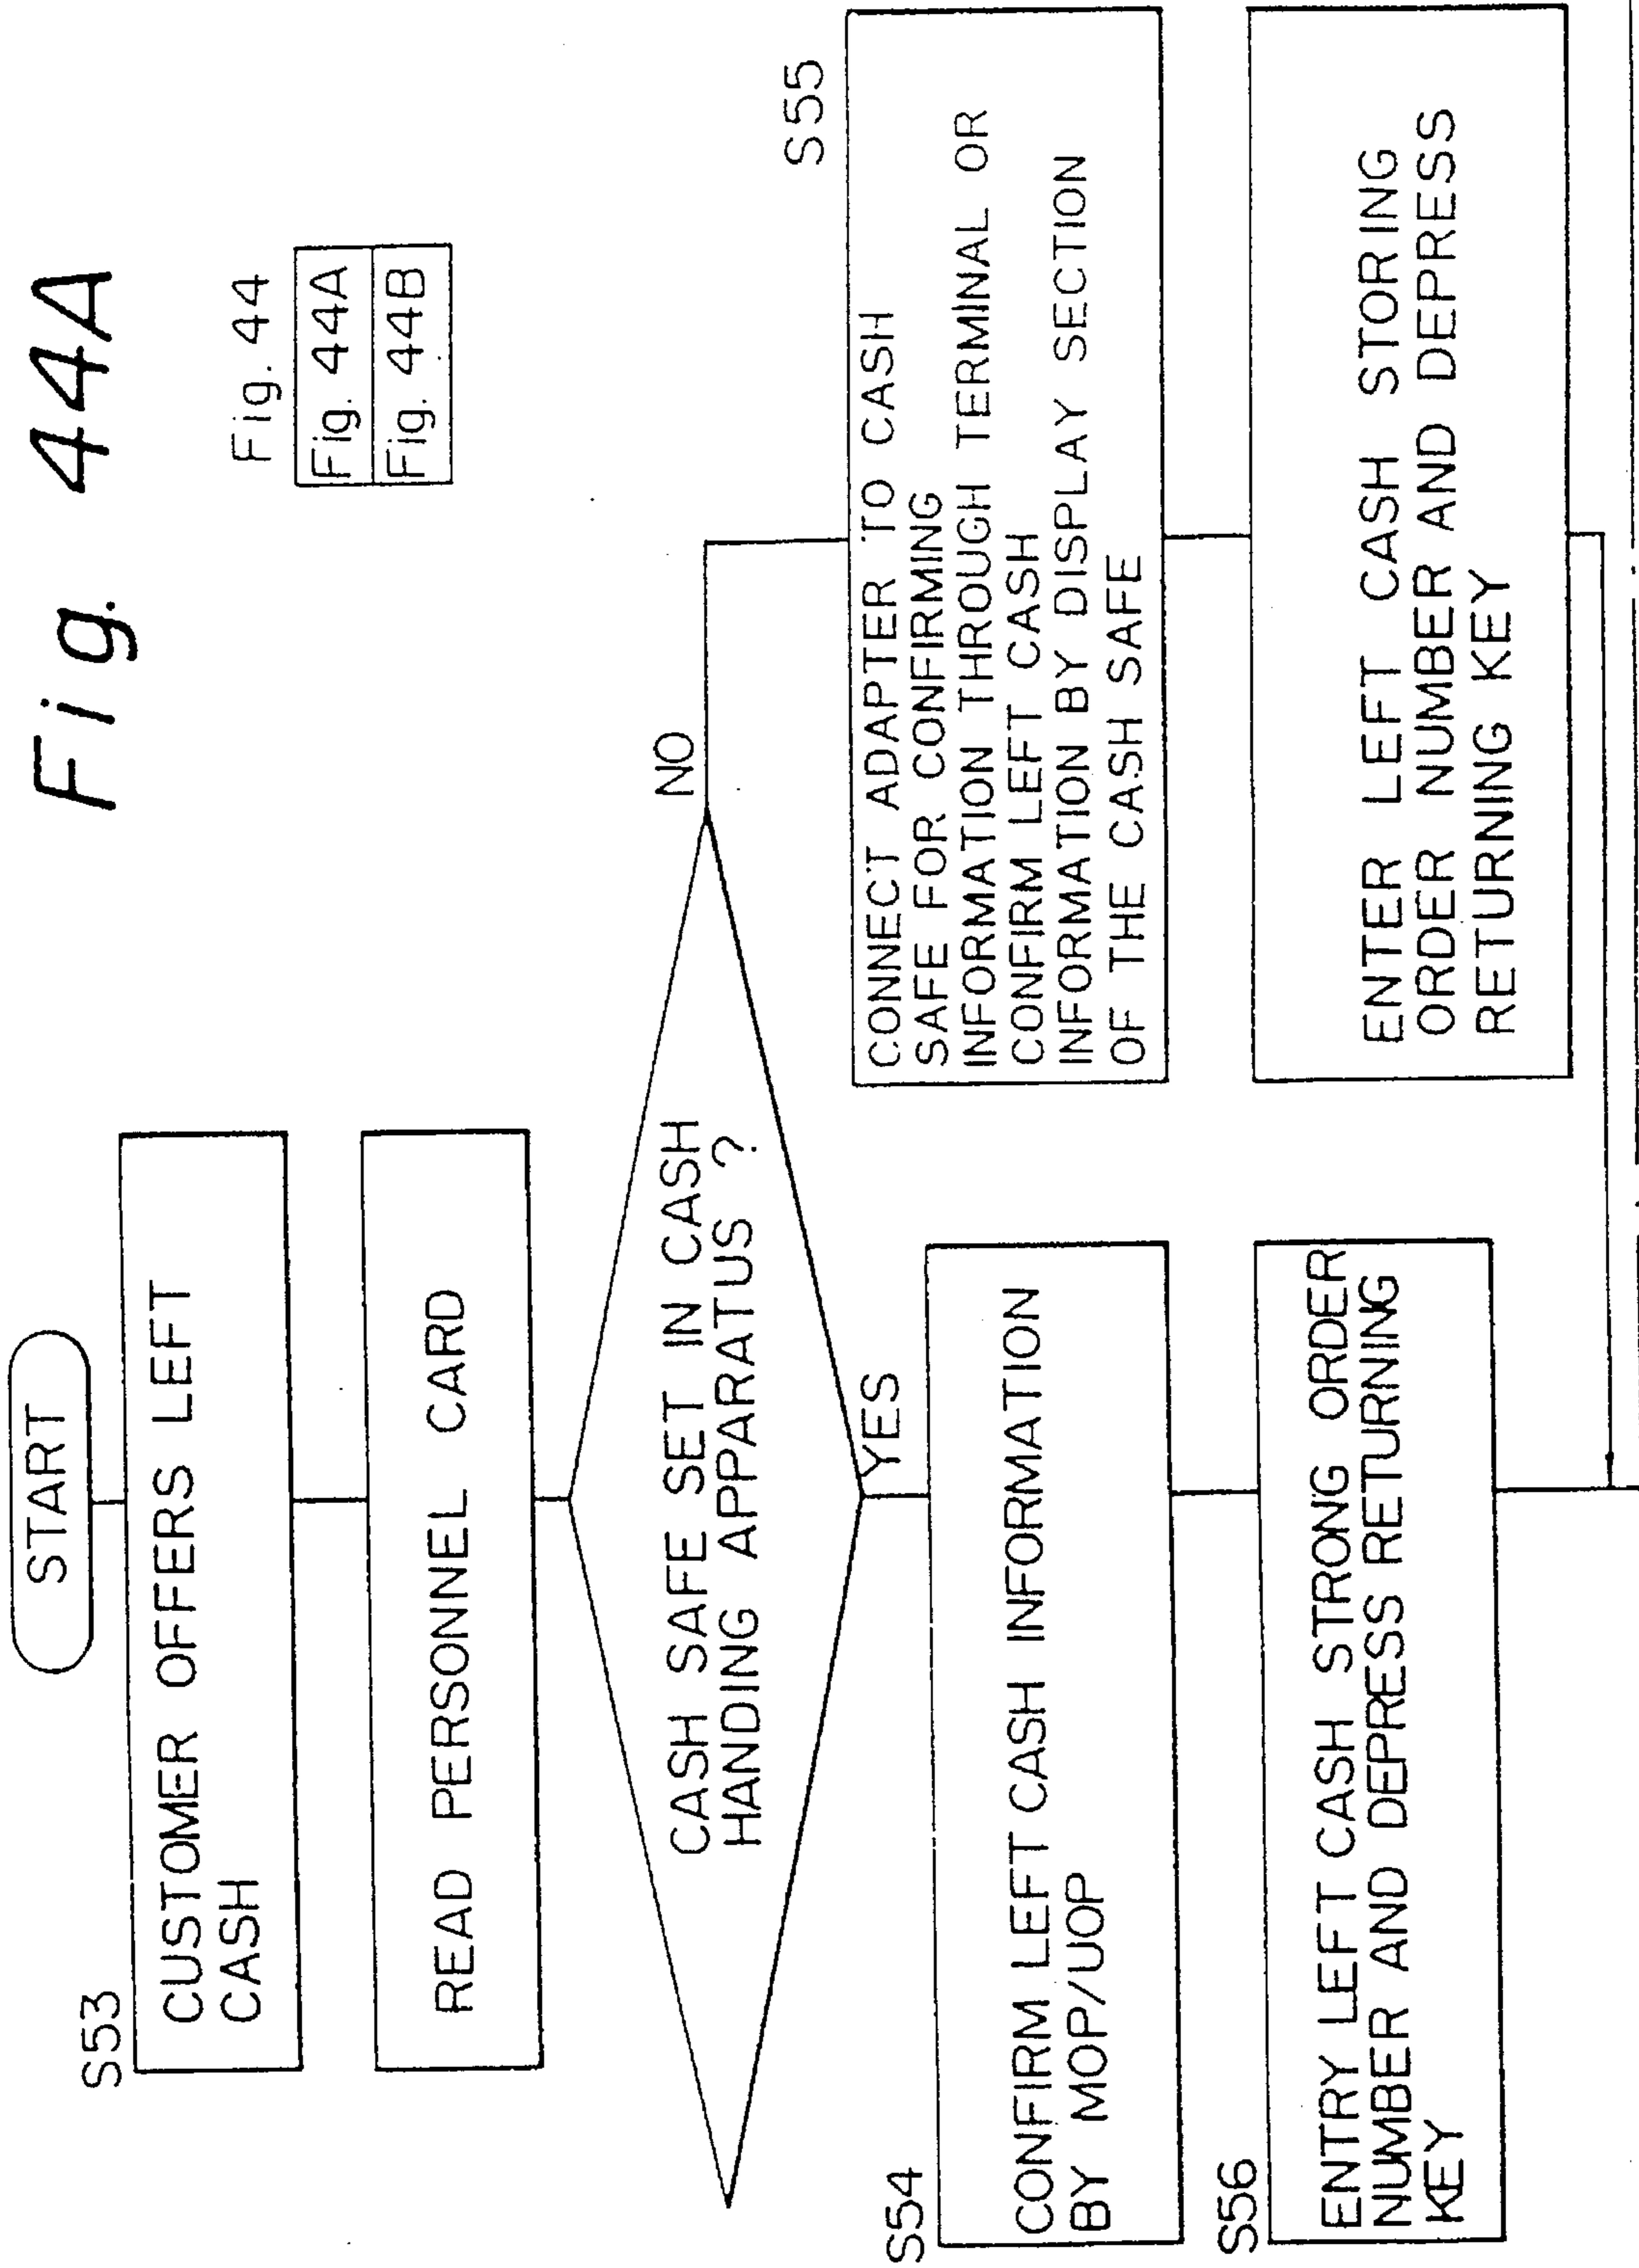 Fig. 44A
Fig. 44
Fig. 44A
Fig. 44B
START
S53
CUSTOMER OFFERS LEFT
CASH
READ PERSONNEL CARD
CASH SAFE SET IN CASH
HANDING APPARATUS ?
NO
YES
S54
CONFIRM LEFT CASH INFORMATION
BY MOP/UOP
S55
CONNECT ADAPTER TO CASH
SAFE FOR CONFIRMING
INFORMATION THROUGH TERMINAL OR
CONFIRM LEFT CASH
INFORMATION BY DISPLAY SECTION
OF THE CASH SAFE
S56
ENTRY LEFT CASH STRONG ORDER
NUMBER AND DEPRESS RETURNING
KEY
ENTER LEFT CASH STORING
ORDER NUMBER AND DEPRESS
RETURNING KEY